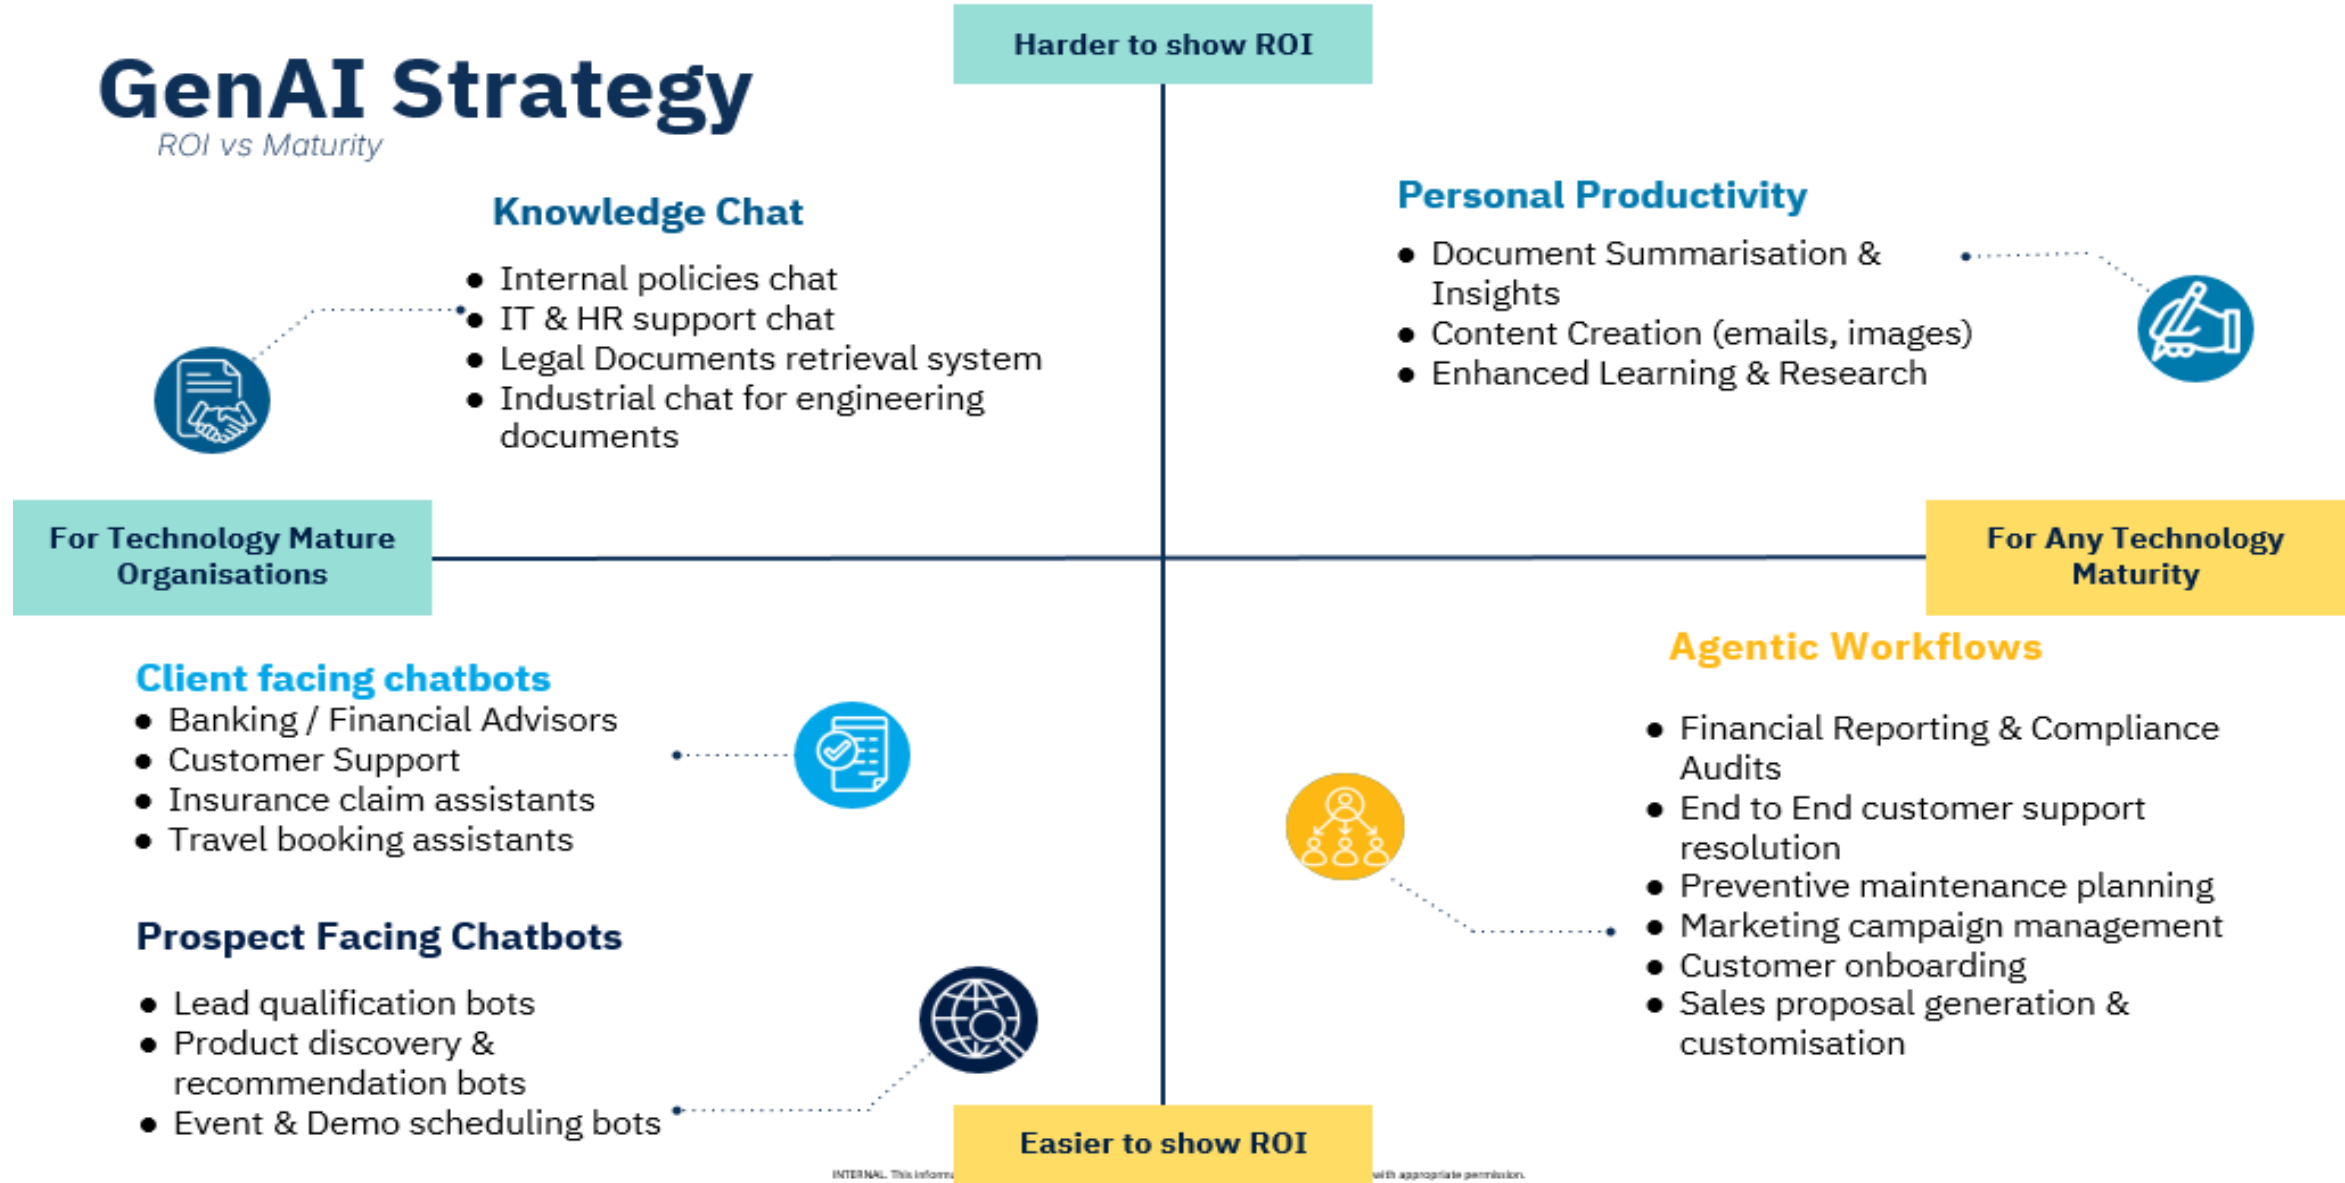 Harder to show ROI
GenAI Strategy
ROI vs Maturity
Knowledge Chat
● Internal policies chat
● IT & HR support chat
● Legal Documents retrieval system
● Industrial chat for engineering
documents
Personal Productivity
● Document Summarisation &
Insights
● Content Creation (emails, images)
● Enhanced Learning & Research
For Technology Mature
Organisations
For Any Technology
Maturity
Client facing chatbots
● Banking / Financial Advisors
● Customer Support
● Insurance claim assistants
● Travel booking assistants
Prospect Facing Chatbots
● Lead qualification bots
● Product discovery &
recommendation bots
● Event & Demo scheduling bots
Agentic Workflows
● Financial Reporting & Compliance
Audits
● End to End customer support
resolution
● Preventive maintenance planning
● Marketing campaign management
● Customer onboarding
● Sales proposal generation &
customisation
Easier to show ROI
INTERNAL. This with appropriate permission.